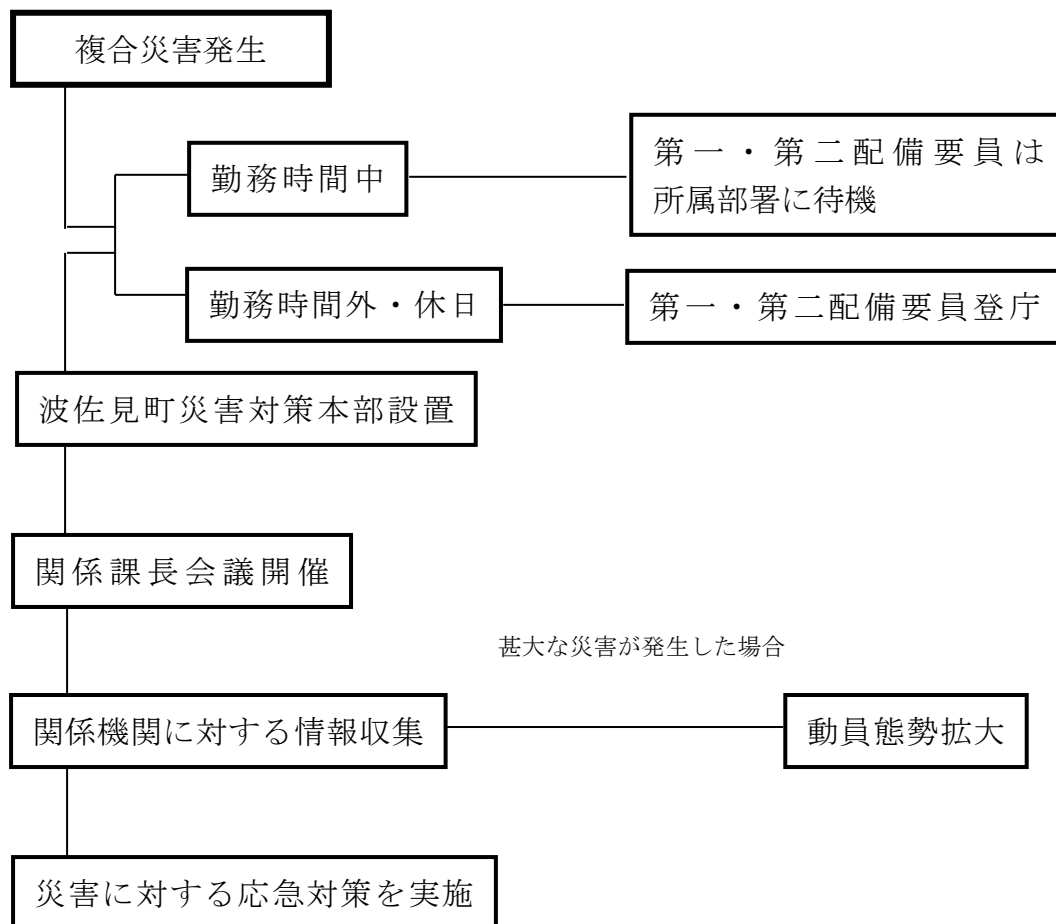 複合災害発生
勤務時間中
第一・第二配備要員は
所属部署に待機
勤務時間外・休日
第一・第二配備要員登庁
波佐見町災害対策本部設置
関係課長会議開催
甚大な災害が発生した場合
関係機関に対する情報収集
動員態勢拡大
災害に対する応急対策を実施